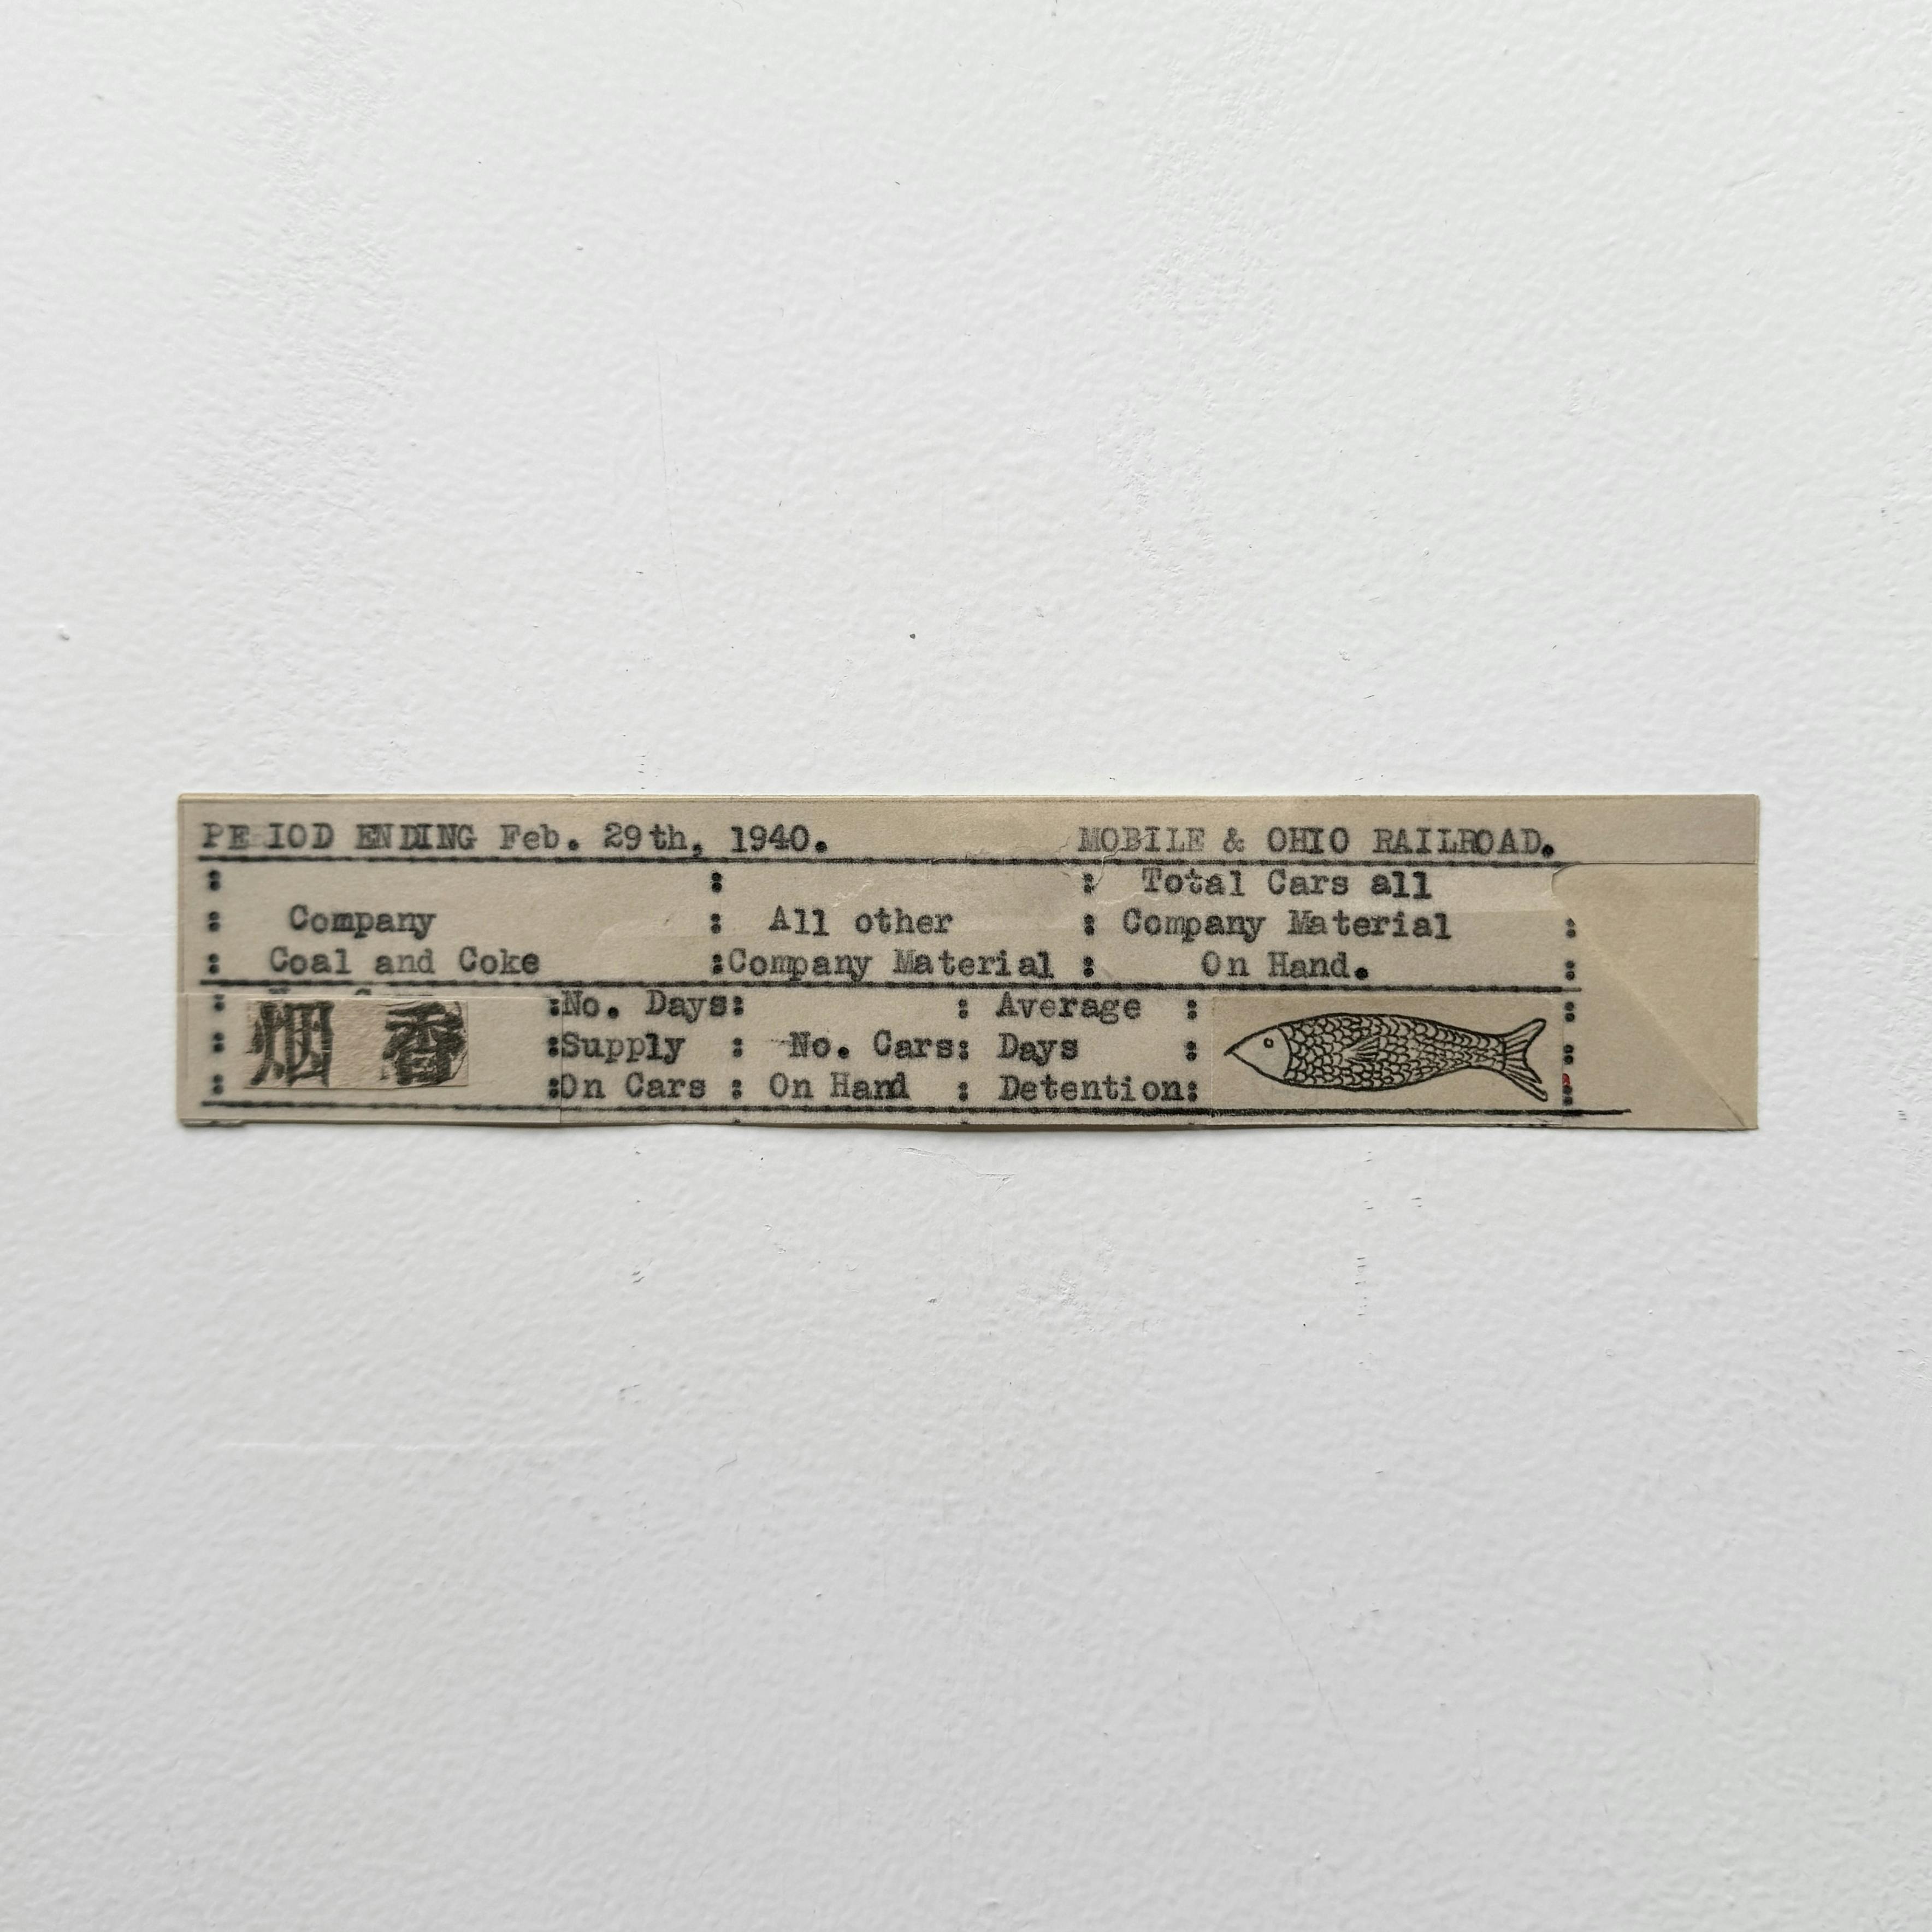 PE IOD ENDING Feb. 29th, 1940. MOBILE & OHIO RAILROAD.
: : : Total Cars all
: Company : All other : Company Material :
: Coal and Coke :Company Material : On Hand. :
: :No. Days: : Average : :
: 烟 香 :Supply : No. Cars: Days : :
: :On Cars : On Hand : Detention: :